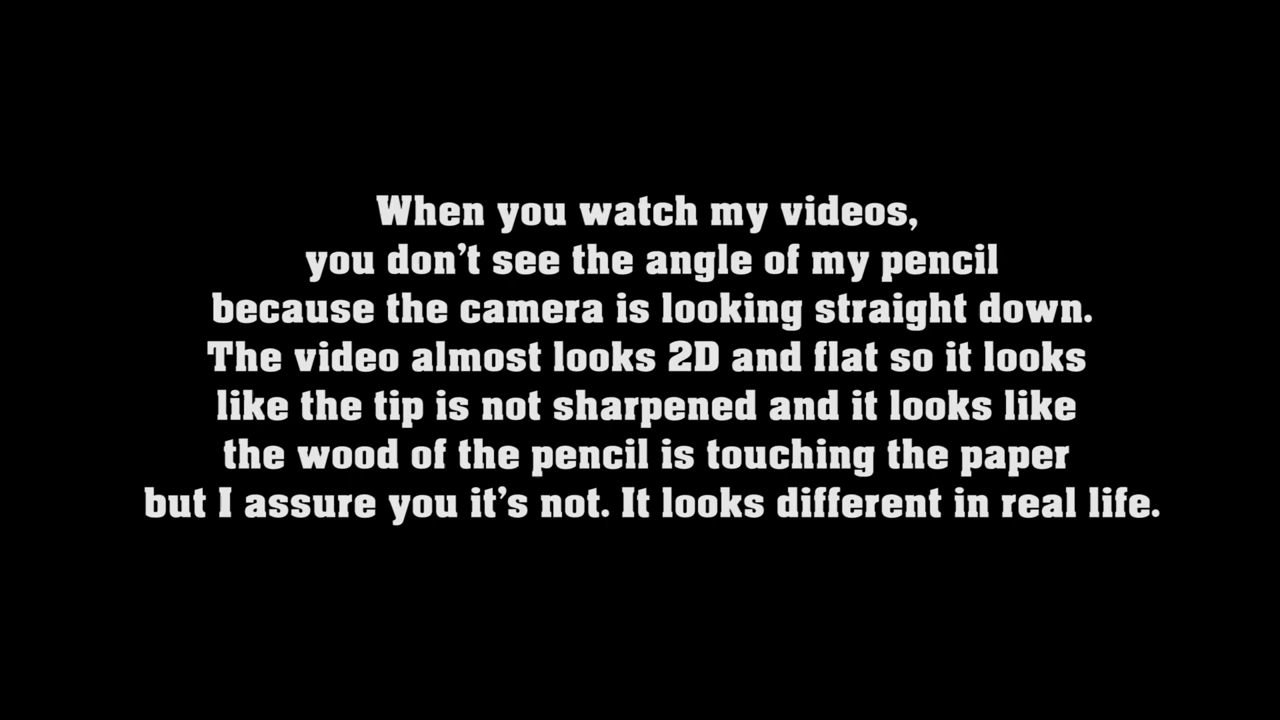 When you watch my videos,
you don’t see the angle of my pencil
because the camera is looking straight down.
The video almost looks 2D and flat so it looks
like the tip is not sharpened and it looks like
the wood of the pencil is touching the paper
but I assure you it’s not. It looks different in real life.